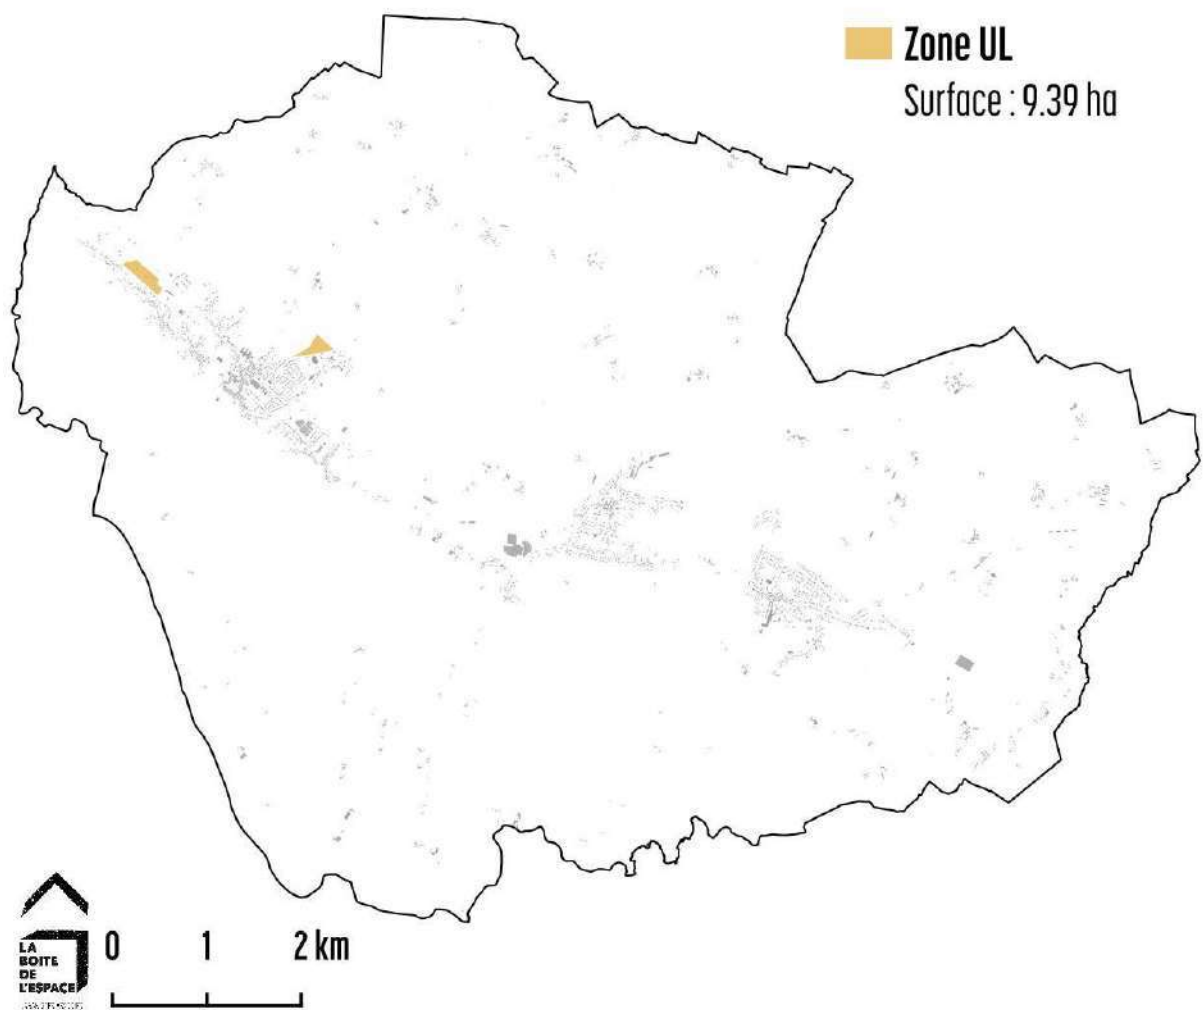 Zone UL
Surface : 9.39 ha
LA
BOITE
DE
L'ESPACE
0 1 2 km